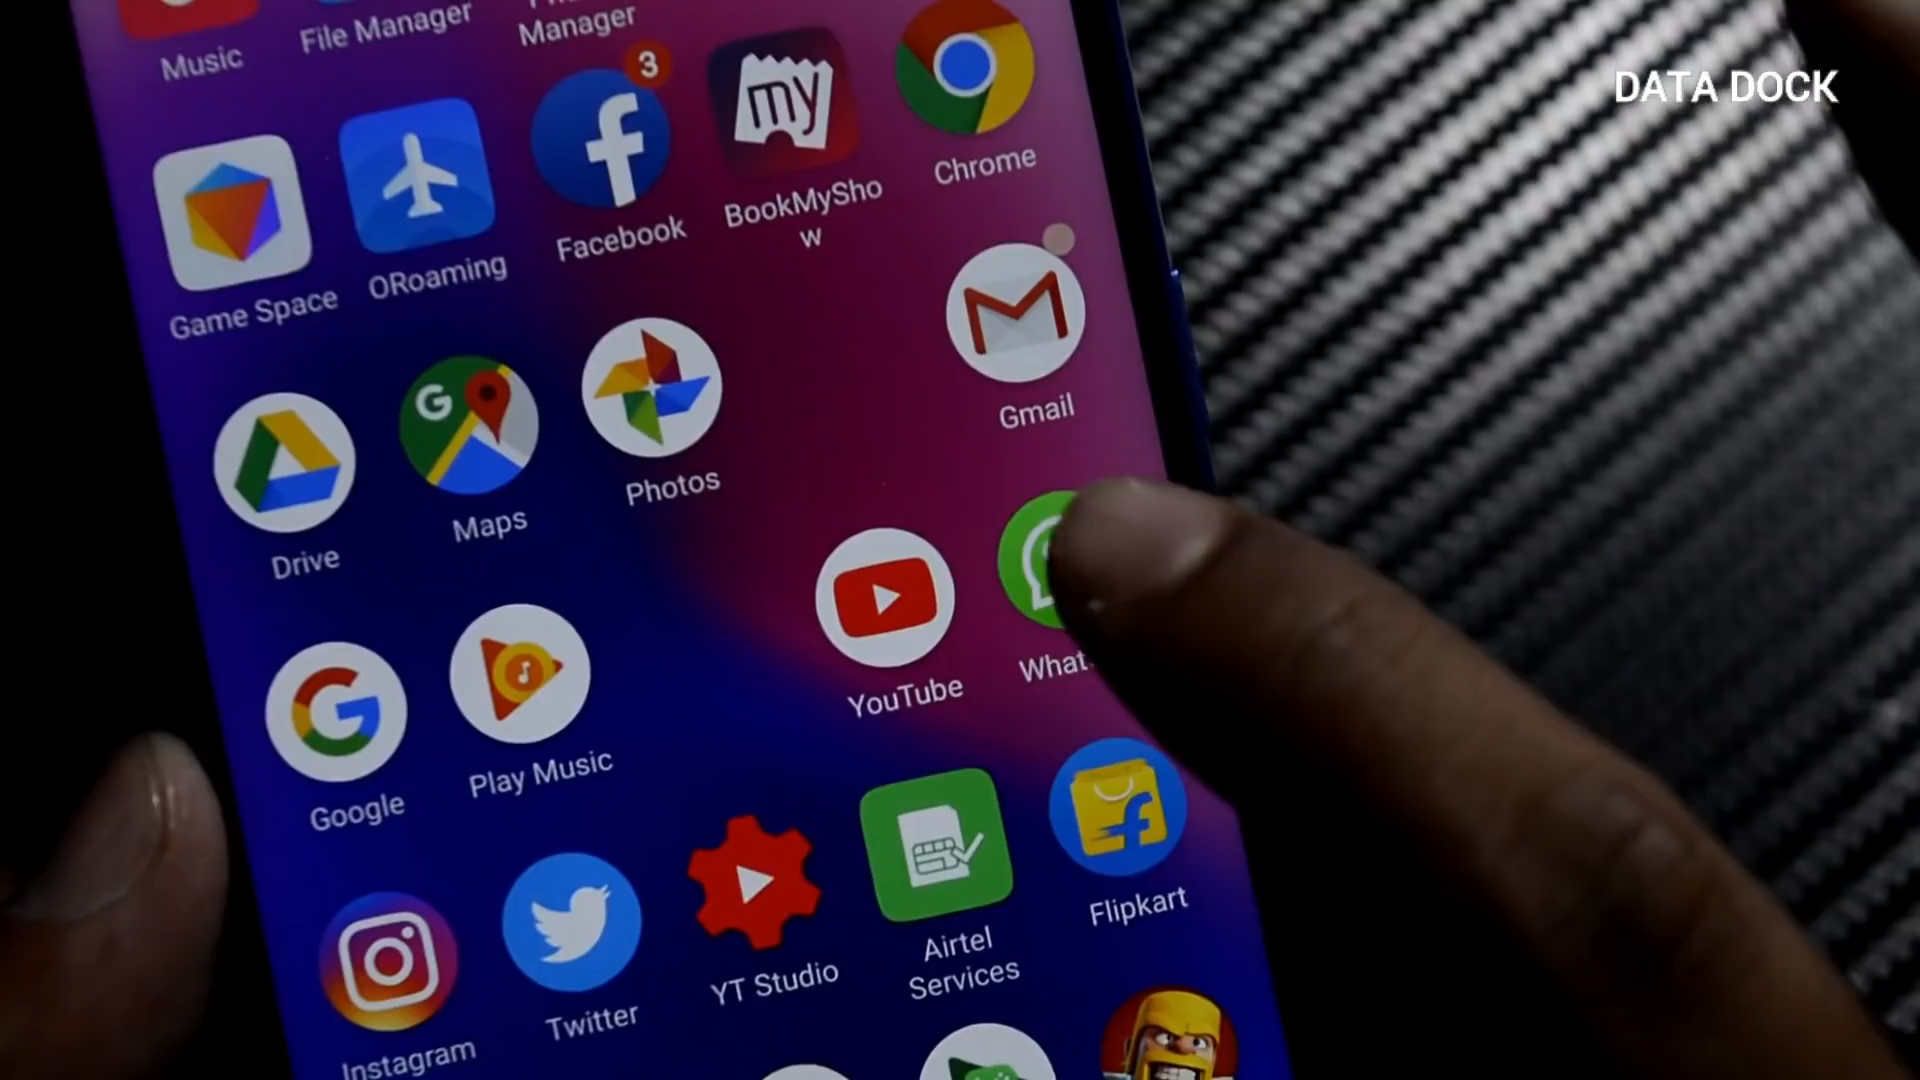 DATA DOCK
Music
File Manager
Manager
3
my
Game Space
ORoaming
Facebook
BookMySho
w
Chrome
G
Drive
Maps
Photos
Gmail
Google
Play Music
YouTube
What
Instagram
Twitter
YT Studio
Airtel
Services
Flipkart